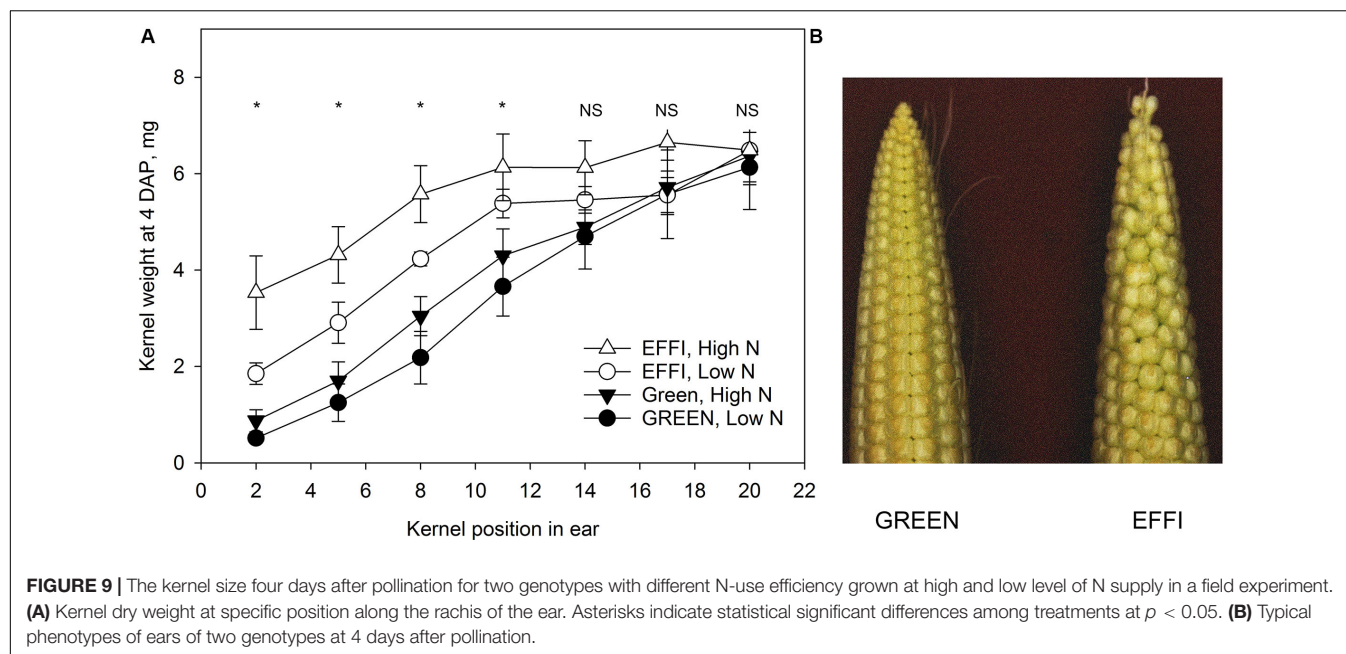 A
B
Kernel weight at 4 DAP, mg
8
6
4
2
0
* * * * NS NS NS
EFFI, High N
EFFI, Low N
Green, High N
GREEN, Low N
0 2 4 6 8 10 12 14 16 18 20 22
Kernel position in ear
GREEN EFFI
FIGURE 9 | The kernel size four days after pollination for two genotypes with different N-use efficiency grown at high and low level of N supply in a field experiment.
(A) Kernel dry weight at specific position along the rachis of the ear. Asterisks indicate statistical significant differences among treatments at p < 0.05. (B) Typical
phenotypes of ears of two genotypes at 4 days after pollination.